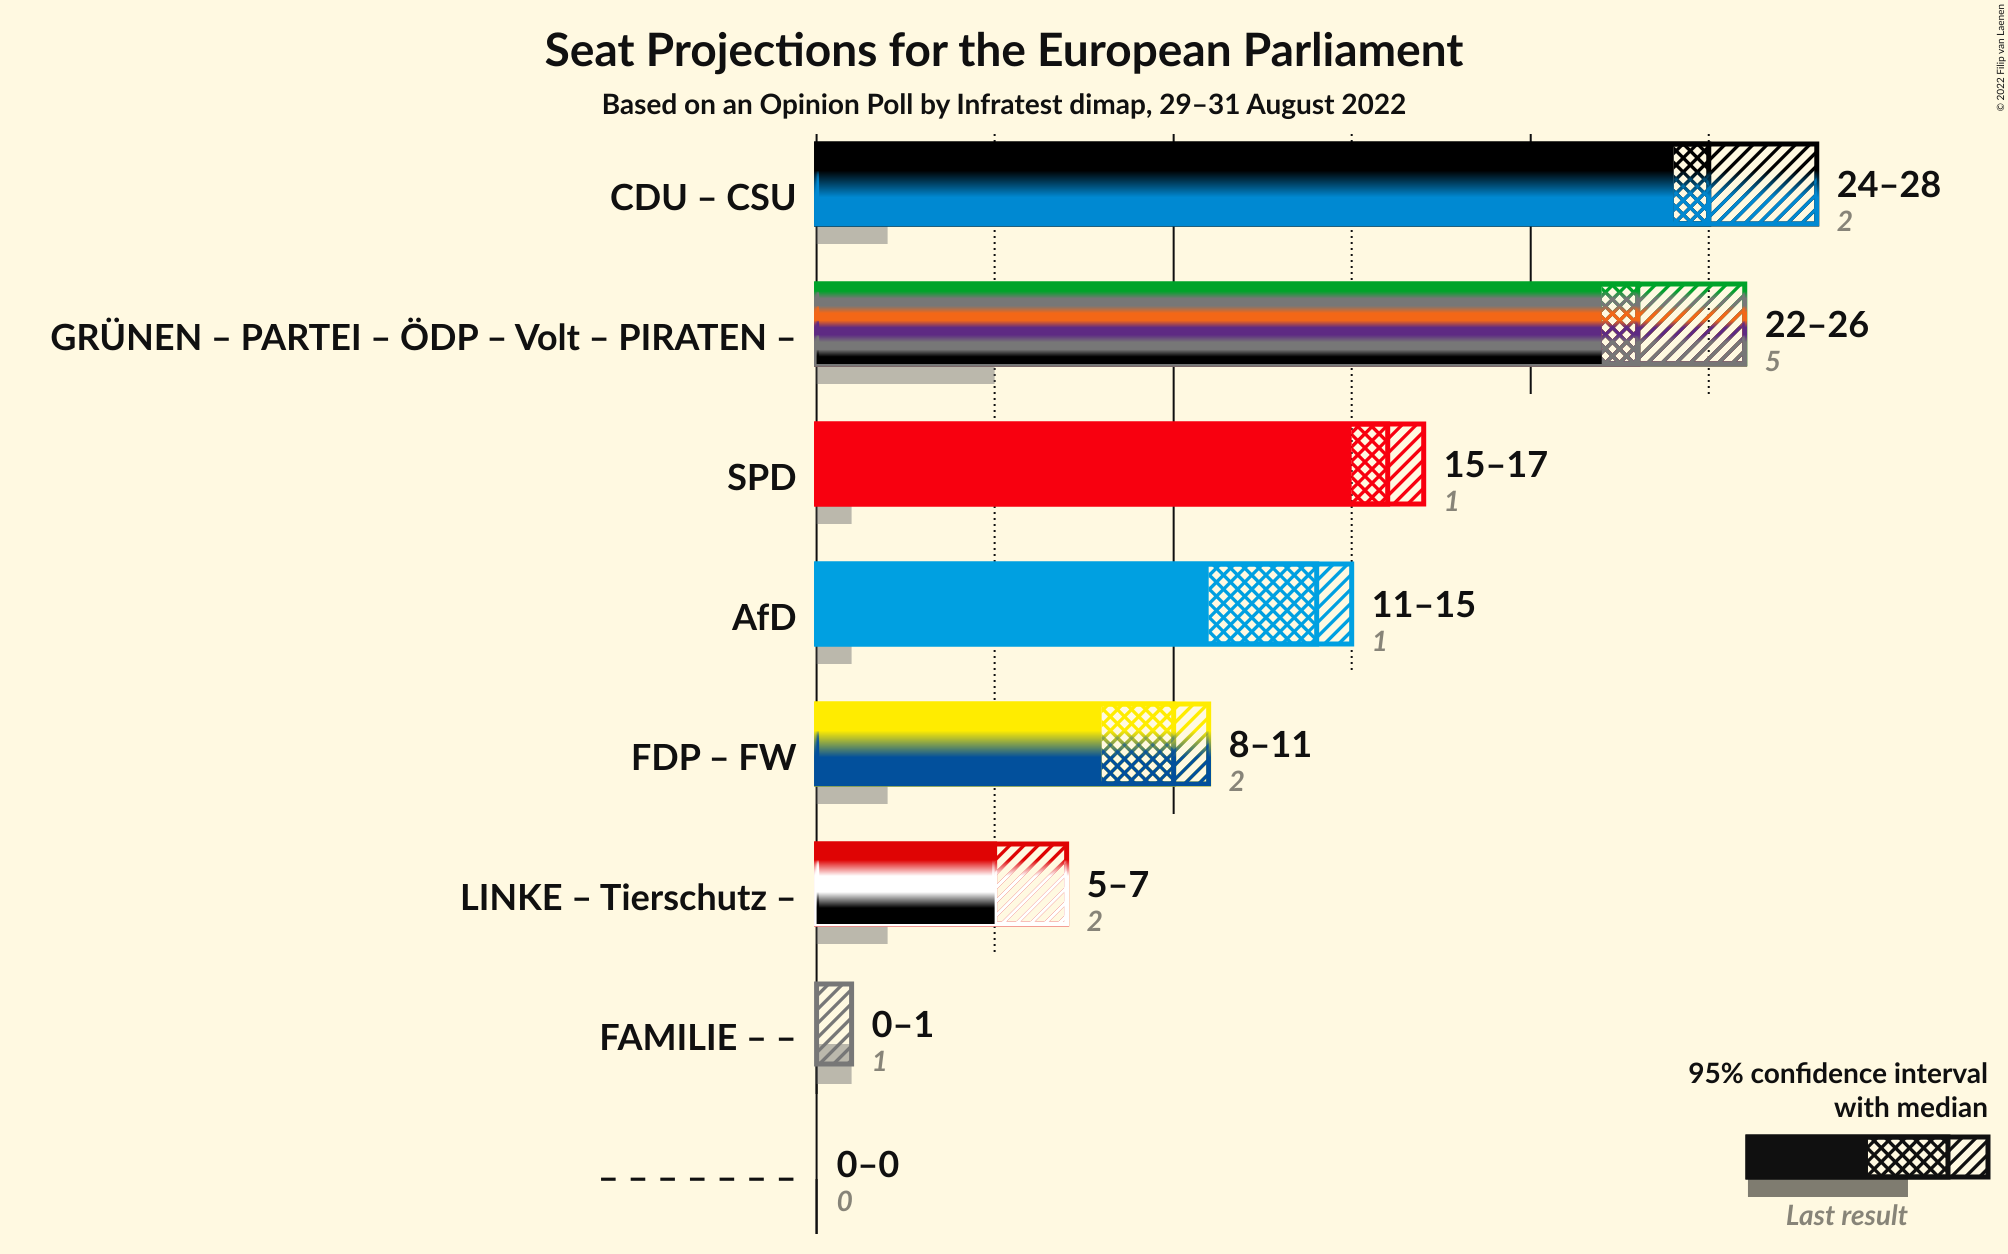 Seat Projections for the European Parliament
Based on an Opinion Poll by Infratest dimap, 29–31 August 2022
© 2022 Filip van Laenen
CDU – CSU
24–28
2
GRÜNEN – PARTEI – ÖDP – Volt – PIRATEN –
22–26
5
SPD
15–17
1
AfD
11–15
1
FDP – FW
8–11
2
LINKE – Tierschutz –
5–7
2
FAMILIE – –
0–1
1
– – – – – – –
0–0
0
95% confidence interval
with median
Last result